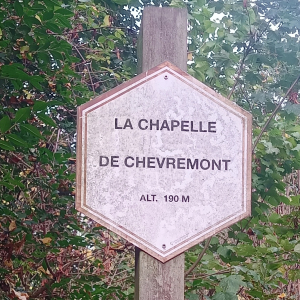 LA CHAPELLE
DE CHEVREMONT
ALT. 190 M